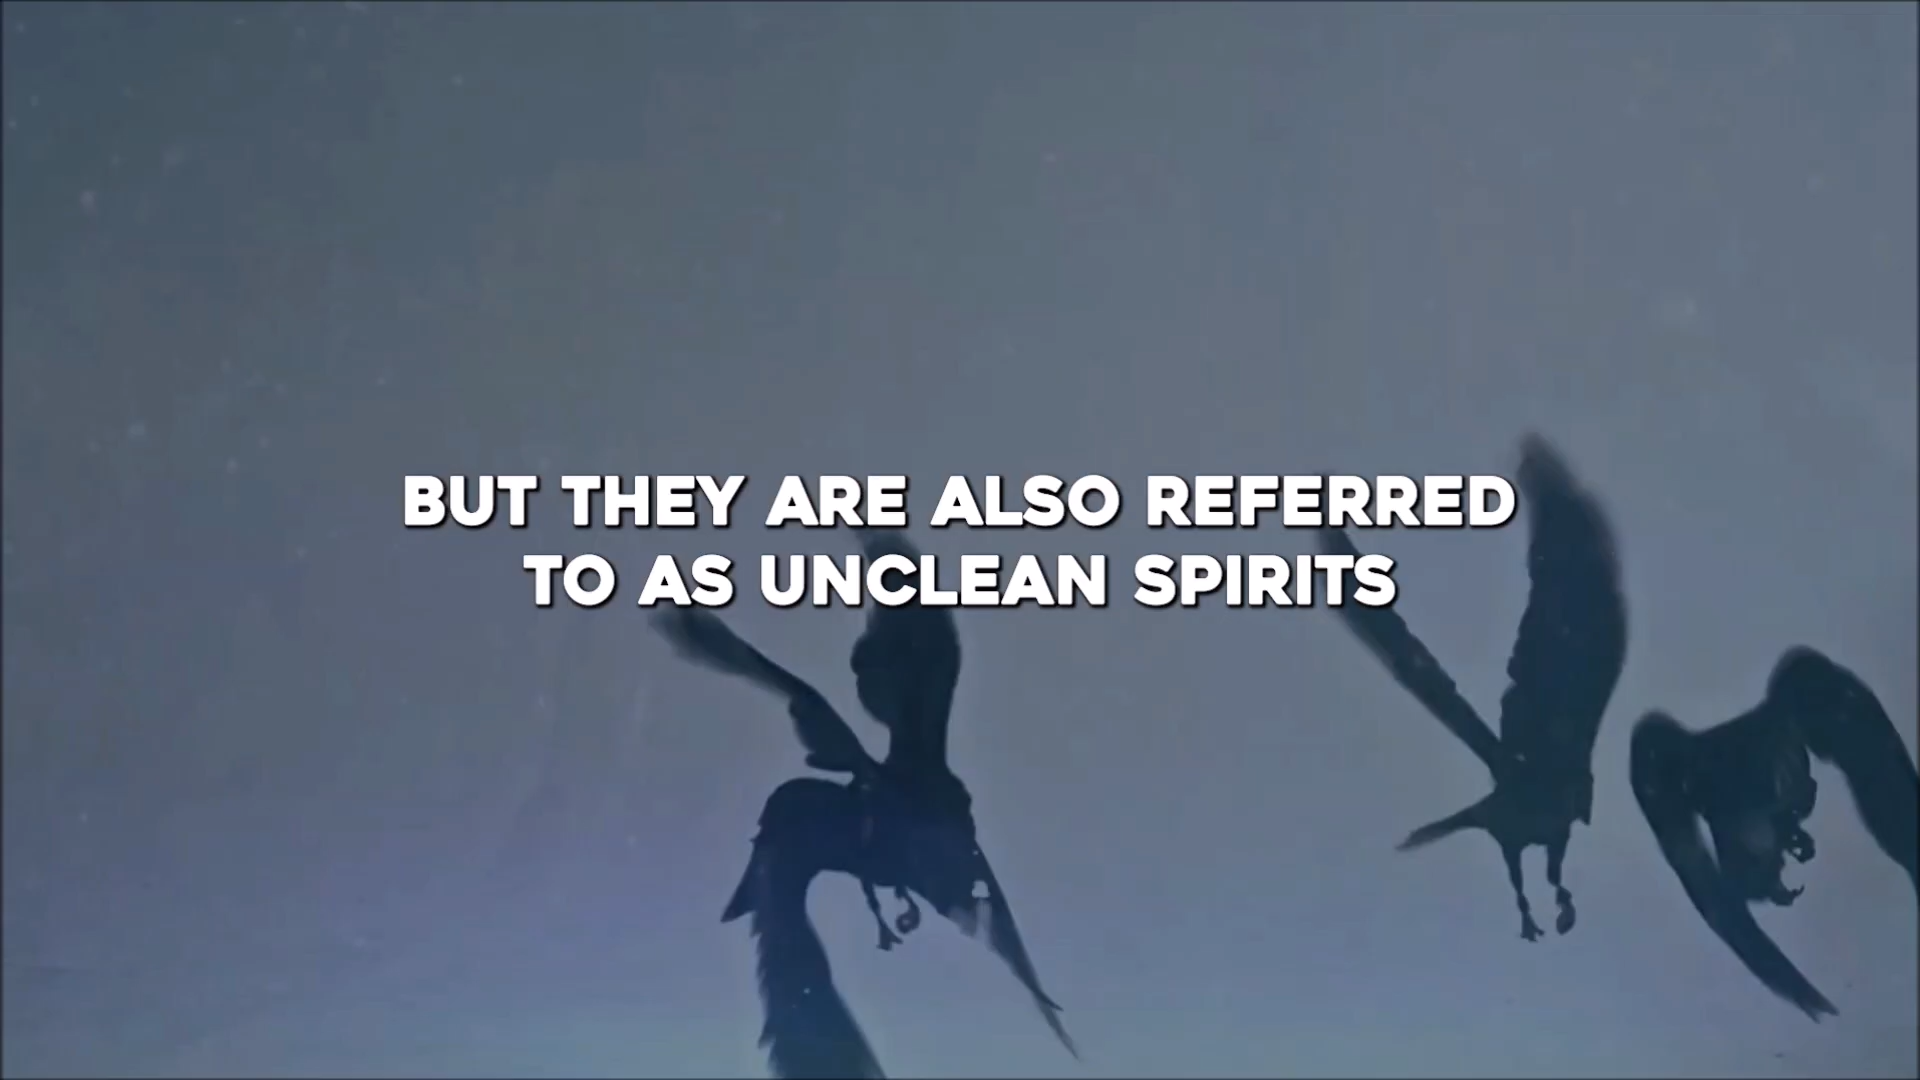 BUT THEY ARE ALSO REFERRED
TO AS UNCLEAN SPIRITS